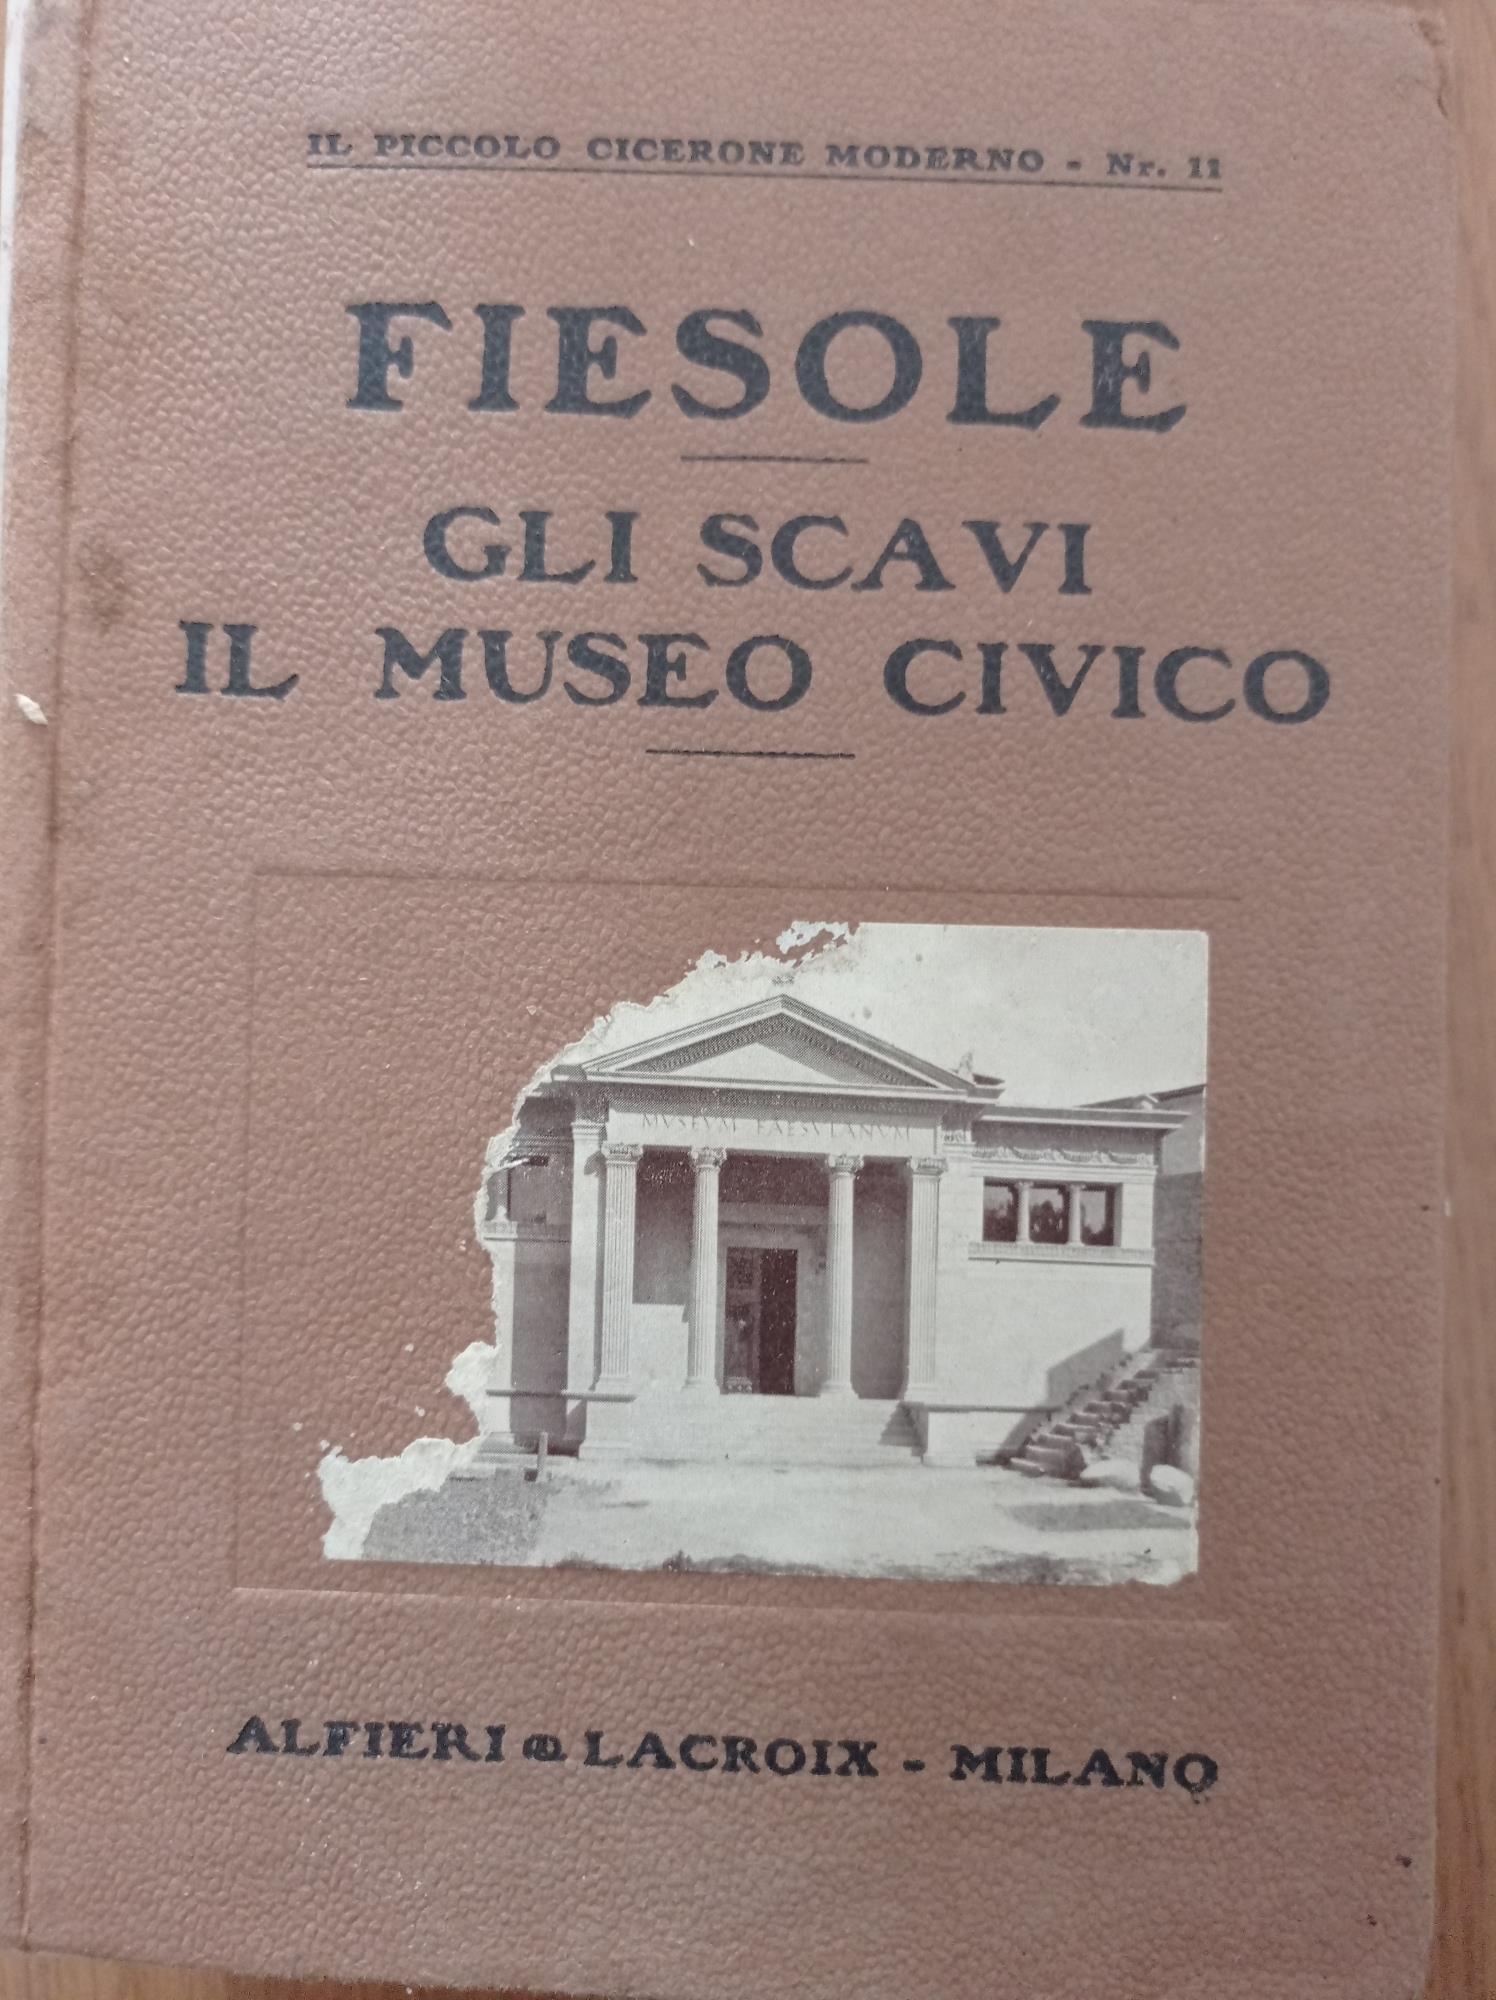 IL PICCOLO CICERONE MODERNO - Nr. 11
FIESOLE
GLI SCAVI
IL MUSEO CIVICO
MVSEVM FAESVLANVM
ALFIERI & LACROIX - MILANO